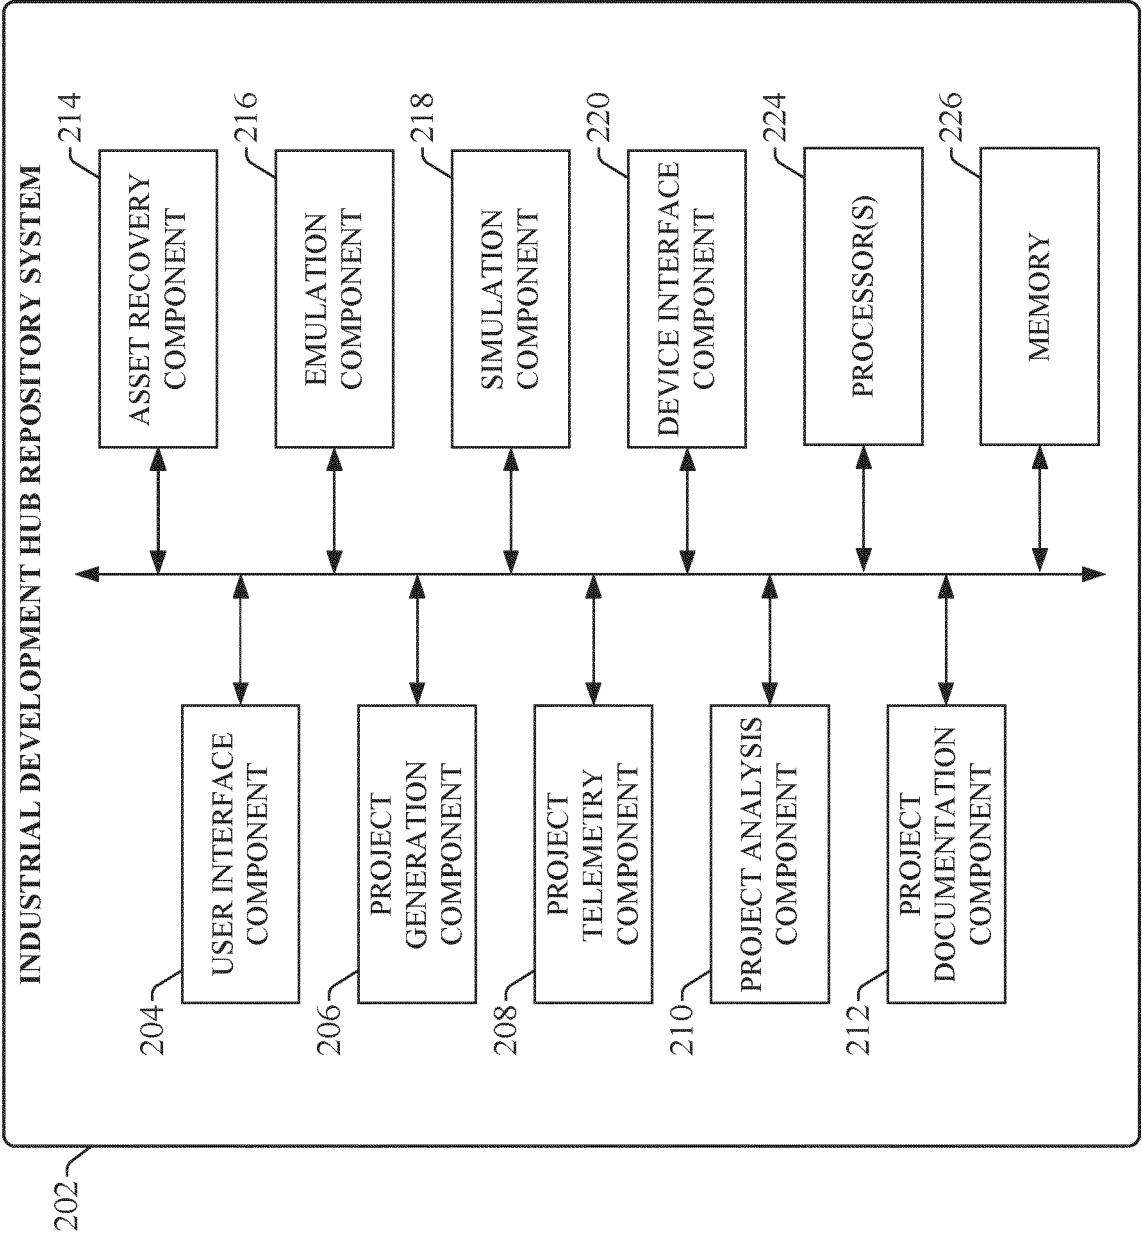 INDUSTRIAL DEVELOPMENT HUB REPOSITORY SYSTEM
202
204
USER INTERFACE
COMPONENT
206
PROJECT
GENERATION
COMPONENT
208
PROJECT
TELEMETRY
COMPONENT
210
PROJECT ANALYSIS
COMPONENT
212
PROJECT
DOCUMENTATION
COMPONENT
214
ASSET RECOVERY
COMPONENT
216
EMULATION
COMPONENT
218
SIMULATION
COMPONENT
220
DEVICE INTERFACE
COMPONENT
224
PROCESSOR(S)
226
MEMORY